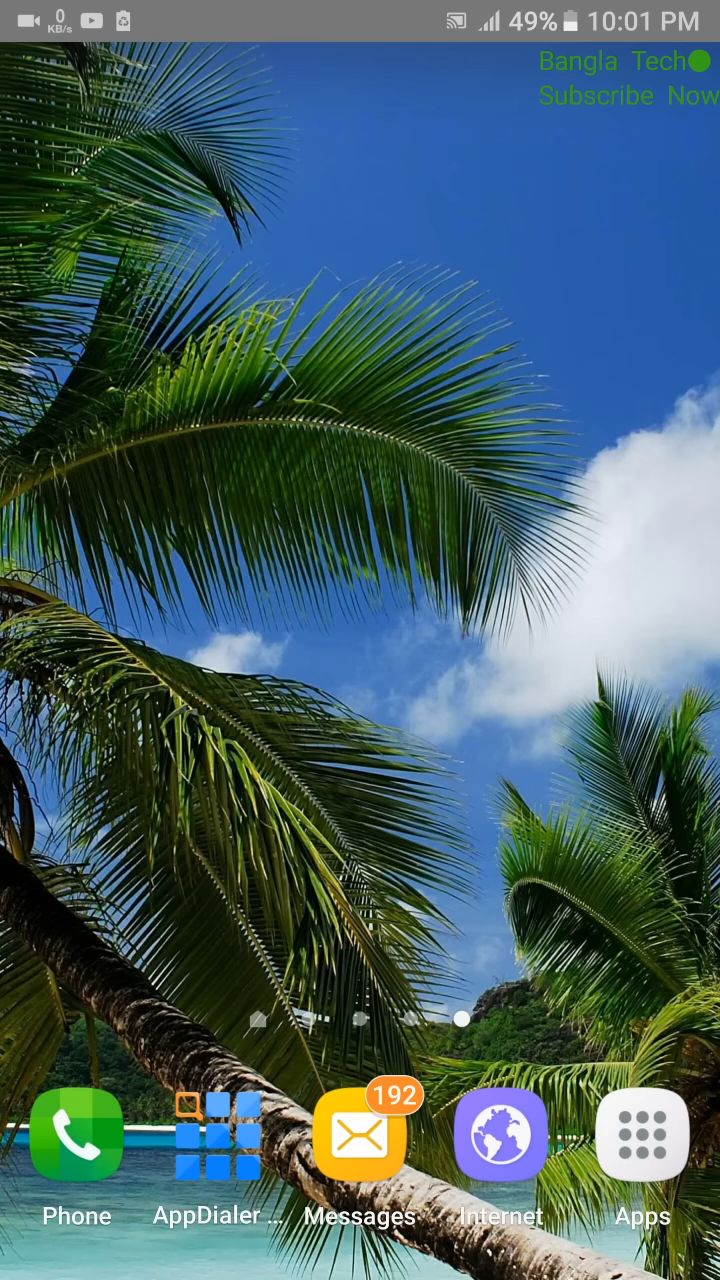 0
KB/s
49%
10:01 PM
Bangla Tech
Subscribe Now
192
Phone
AppDialer ...
Messages
Internet
Apps